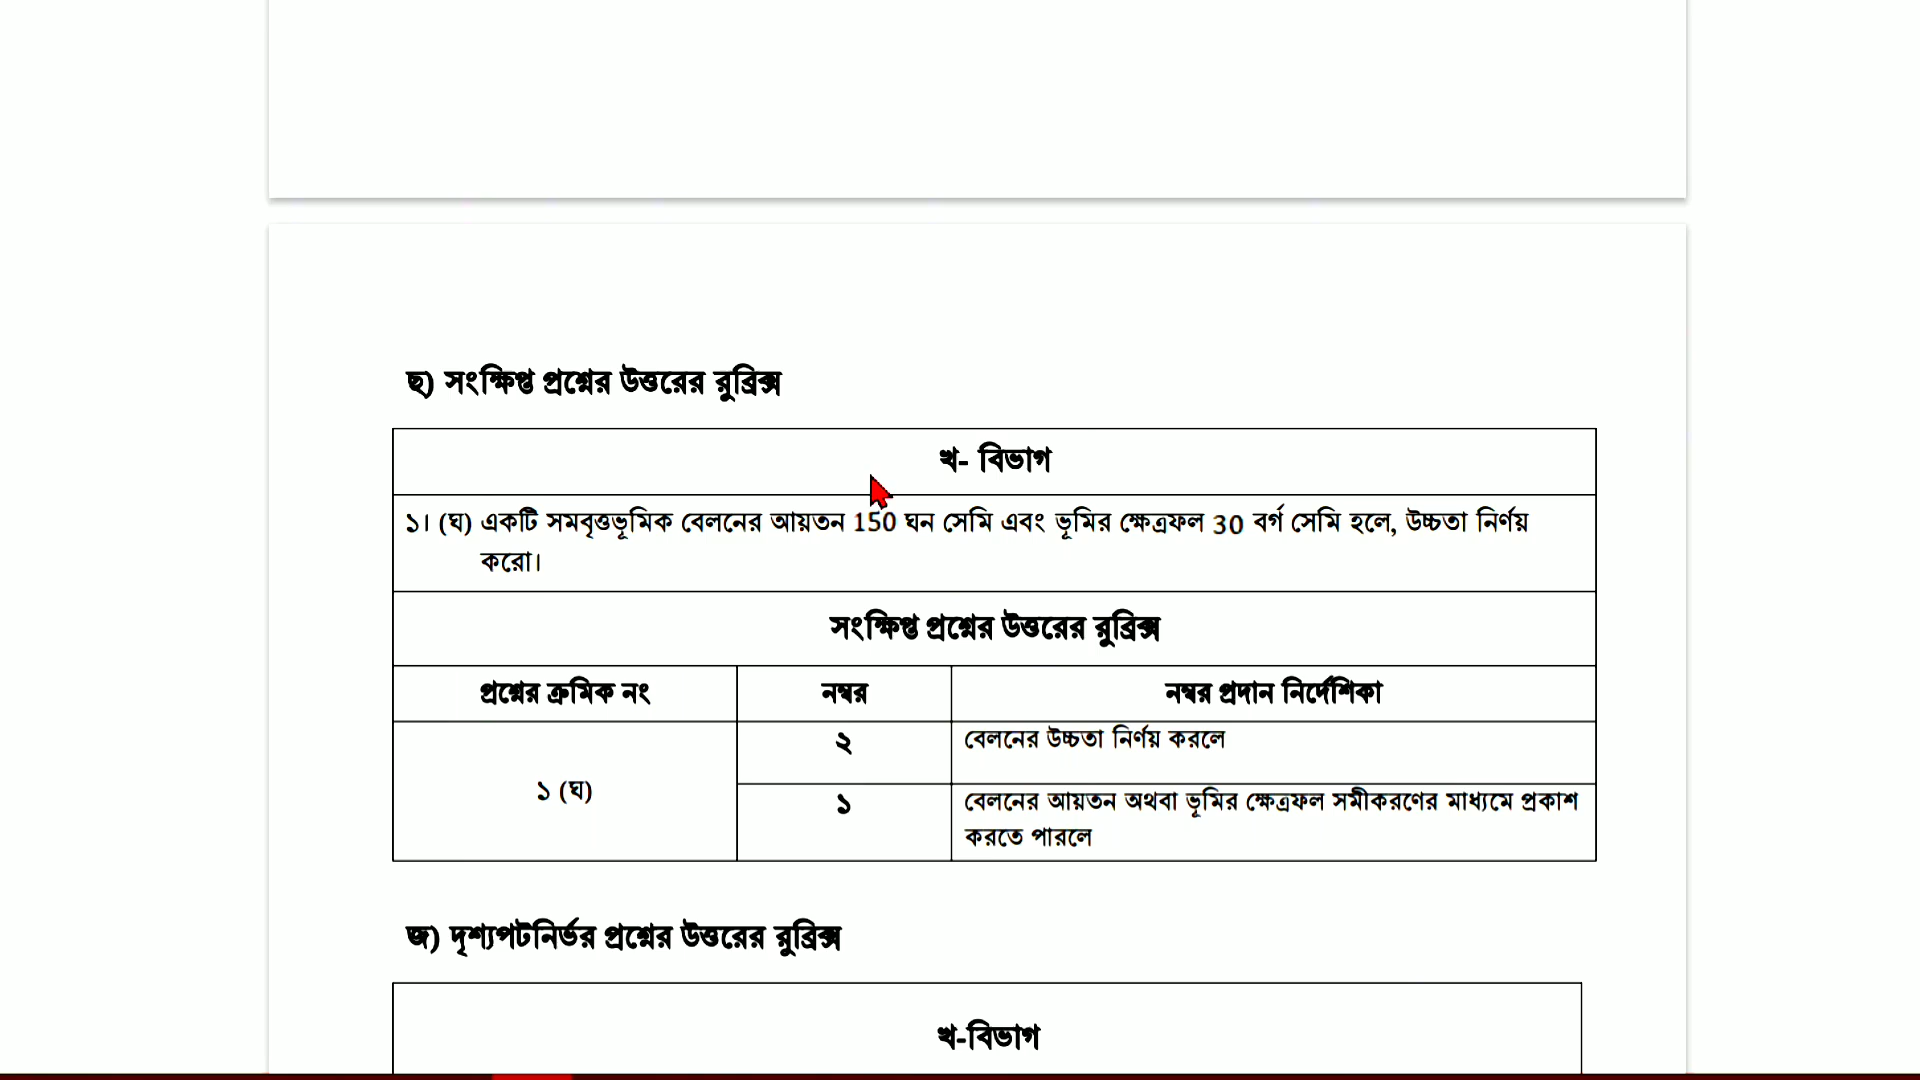 ছ) সংক্ষিপ্ত প্রশ্নের উত্তরের রুব্রিক্স
খ- বিভাগ
১। (ঘ) একটি সমবৃত্তভূমিক বেলনের আয়তন 150 ঘন সেমি এবং ভূমির ক্ষেত্রফল 30 বর্গ সেমি হলে, উচ্চতা নির্ণয়
করো।
সংক্ষিপ্ত প্রশ্নের উত্তরের রুব্রিক্স
প্রশ্নের ক্রমিক নং নম্বর নম্বর প্রদান নির্দেশিকা
২ বেলনের উচ্চতা নির্ণয় করলে
১ (ঘ)
১ বেলনের আয়তন অথবা ভূমির ক্ষেত্রফল সমীকরণের মাধ্যমে প্রকাশ
করতে পারলে
জ) দৃশ্যপটনির্ভর প্রশ্নের উত্তরের রুব্রিক্স
খ-বিভাগ